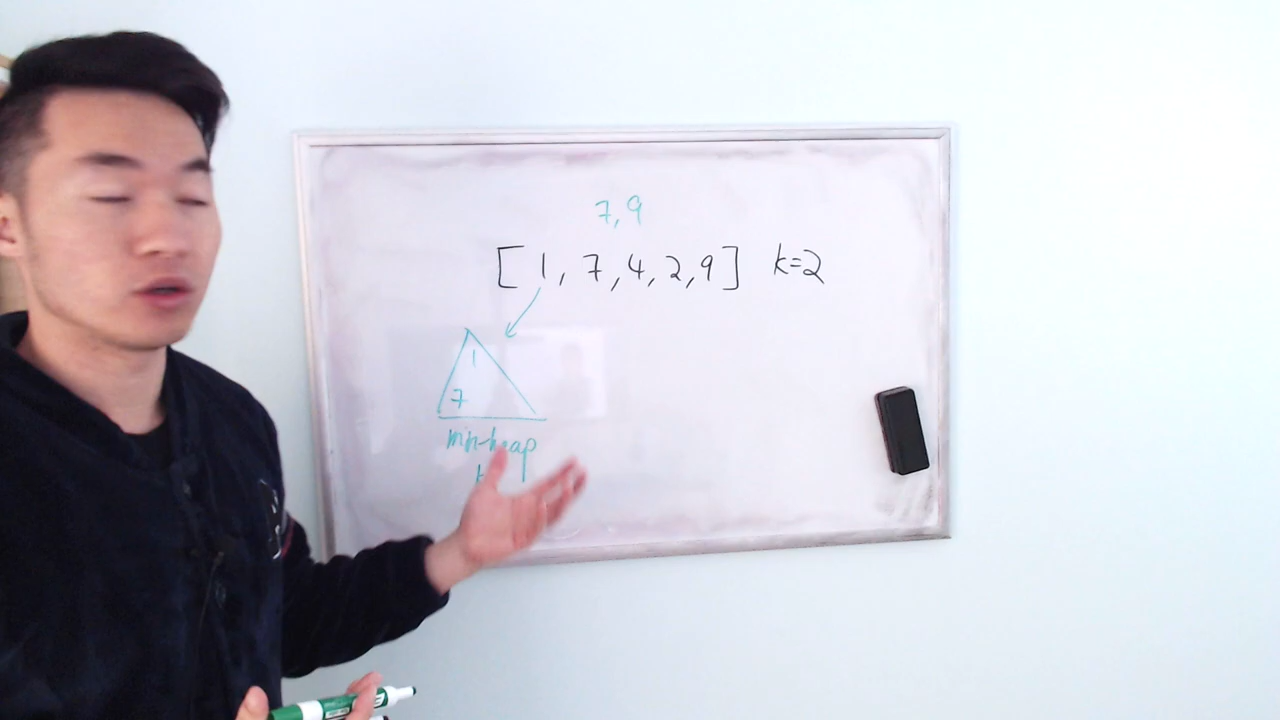 7,9
[1, 7, 4, 2, 9] k=2
1
7
min-heap